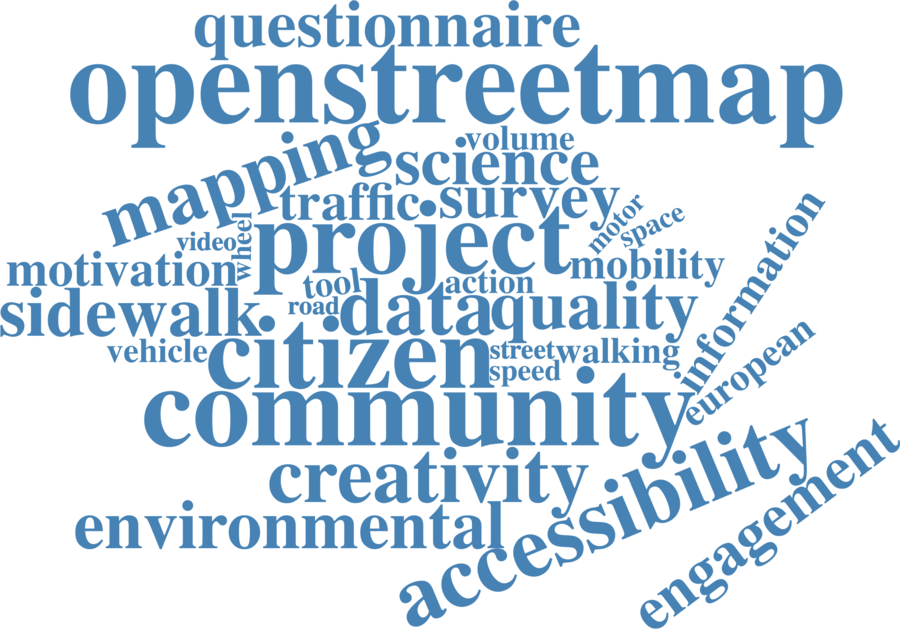 questionnaire
openstreetmap
volume
mapping
science
traffic
survey
motor
space
wheel
video
project
information
motivation
mobility
tool
action
sidewalk
road
data
quality
vehicle
citizen
street
walking
speed
european
community
creativity
accessibility
environmental
engagement